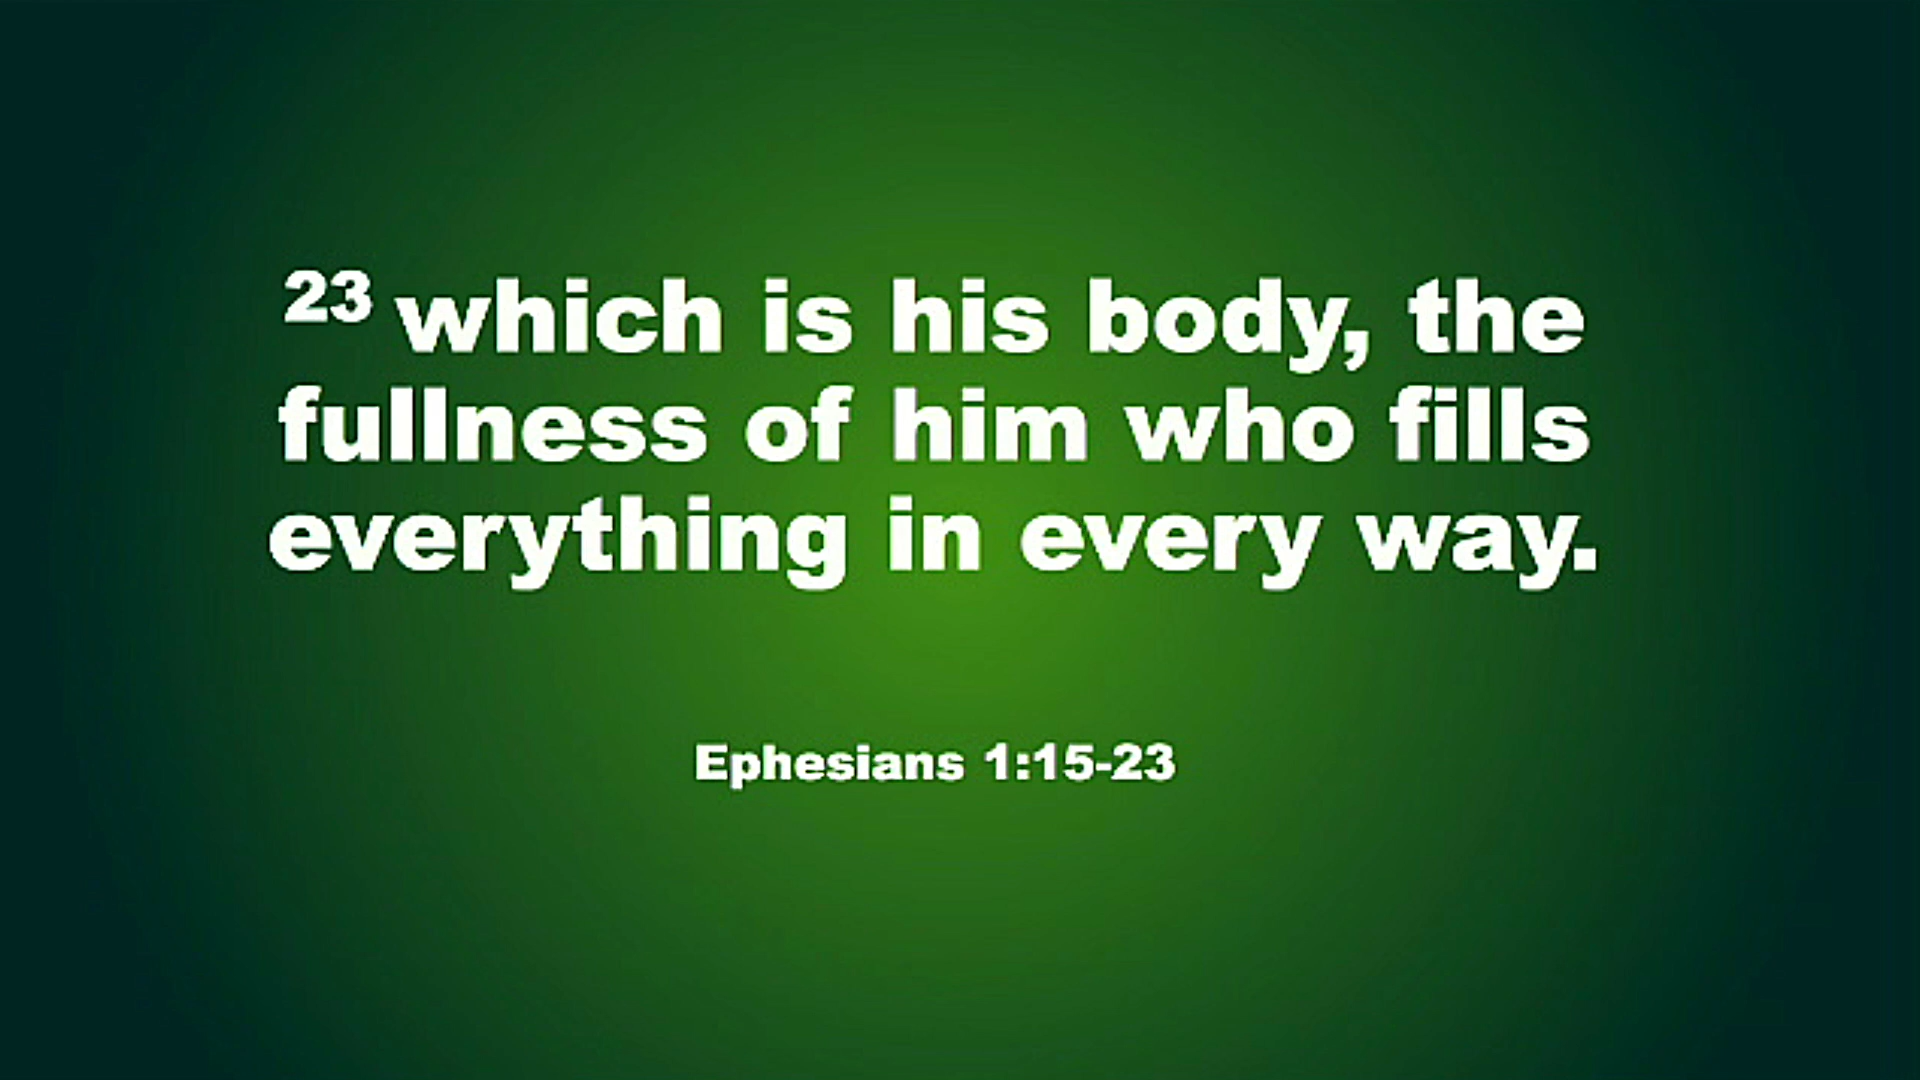 23 which is his body, the
fullness of him who fills
everything in every way.
Ephesians 1:15-23